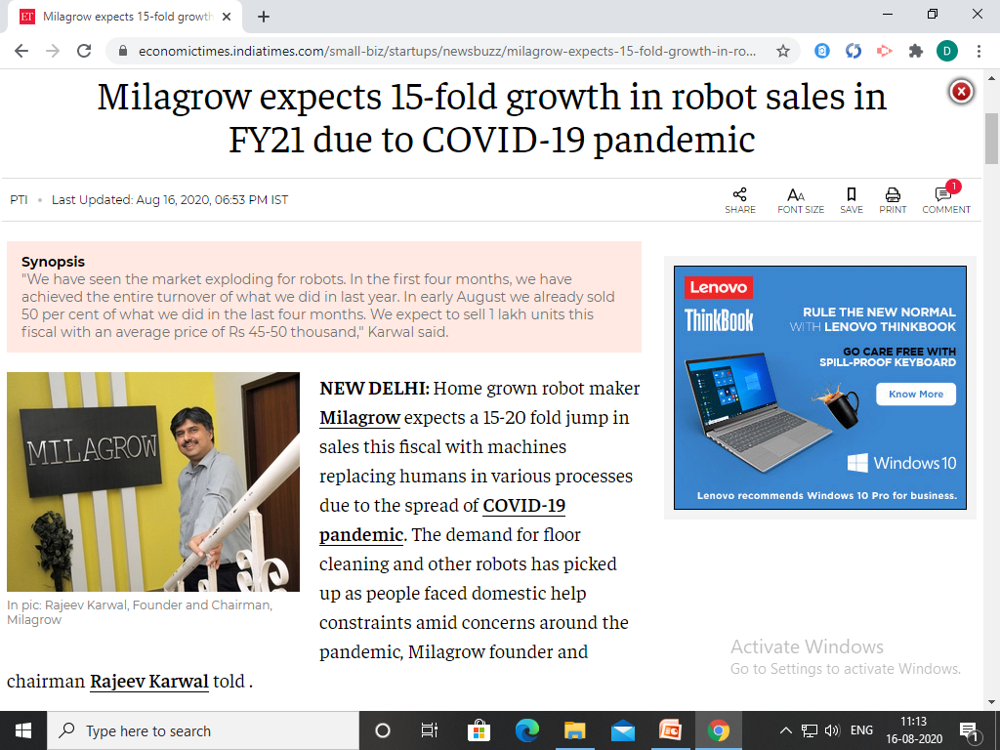 Milagrow expects 15-fold growth
economictimes.indiatimes.com/small-biz/startups/newsbuzz/milagrow-expects-15-fold-growth-in-ro...
D
Milagrow expects 15-fold growth in robot sales in
FY21 due to COVID-19 pandemic
PTI • Last Updated: Aug 16, 2020, 06:53 PM IST
SHARE
FONT SIZE
SAVE
PRINT
1
COMMENT
Synopsis
"We have seen the market exploding for robots. In the first four months, we have
achieved the entire turnover of what we did in last year. In early August we already sold
50 per cent of what we did in the last four months. We expect to sell 1 lakh units this
fiscal with an average price of Rs 45-50 thousand," Karwal said.
MILAGROW
In pic: Rajeev Karwal, Founder and Chairman,
Milagrow
NEW DELHI: Home grown robot maker
Milagrow expects a 15-20 fold jump in
sales this fiscal with machines
replacing humans in various processes
due to the spread of COVID-19
pandemic. The demand for floor
cleaning and other robots has picked
up as people faced domestic help
constraints amid concerns around the
pandemic, Milagrow founder and
chairman Rajeev Karwal told .
Lenovo
ThinkBook
RULE THE NEW NORMAL
WITH LENOVO THINKBOOK
GO CARE FREE WITH
SPILL-PROOF KEYBOARD
Know More
Windows 10
Lenovo recommends Windows 10 Pro for business.
Activate Windows
Go to Settings to activate Windows.
Type here to search
ENG
11:13
16-08-2020
1